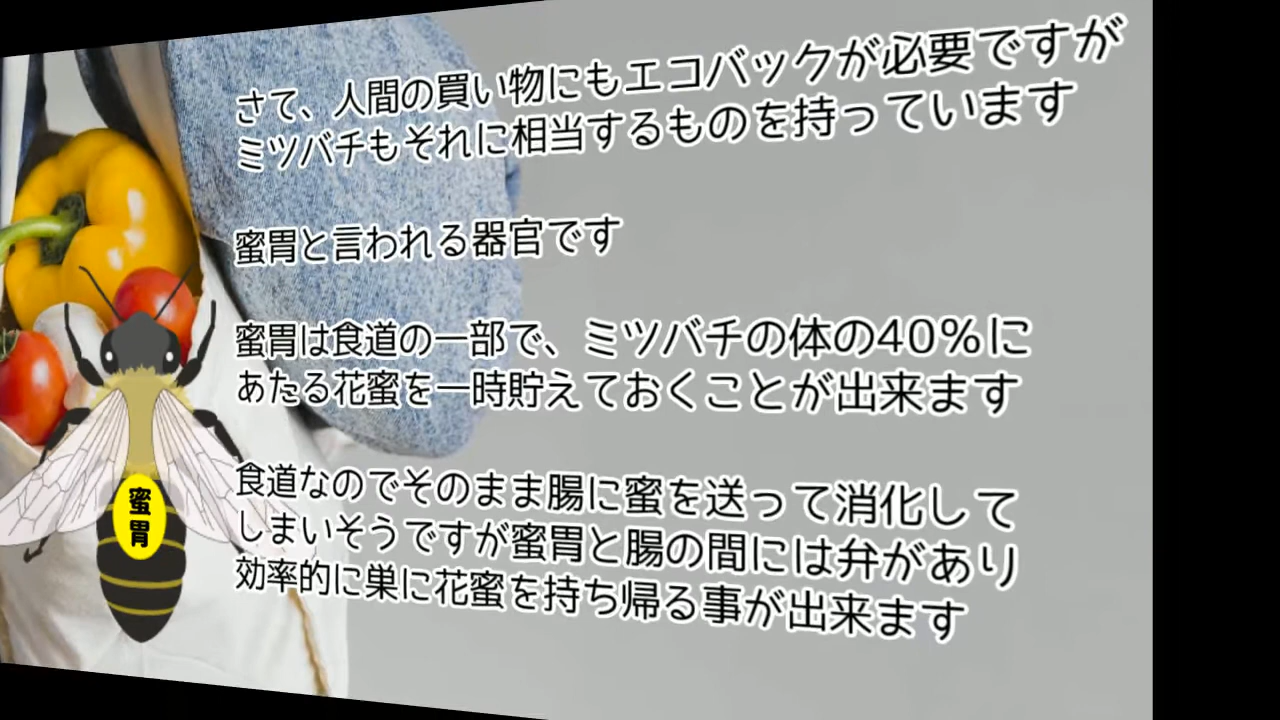 さて、人間の買い物にもエコバックが必要ですが
ミツバチもそれに相当するものを持っています
蜜胃と言われる器官です
蜜胃は食道の一部で、ミツバチの体の40%に
あたる花蜜を一時貯えておくことが出来ます
食道なのでそのまま腸に蜜を送って消化して
しまいそうですが蜜胃と腸の間には弁があり
効率的に巣に花蜜を持ち帰る事が出来ます
蜜
胃